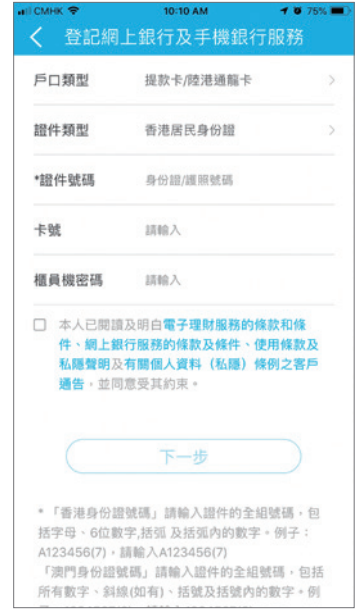 CMHK 10:10 AM 75%
登記網上銀行及手機銀行服務
戶口類型 提款卡/陸港通龍卡
證件類型 香港居民身份證
*證件號碼 身份證/護照號碼
卡號 請輸入
櫃員機密碼 請輸入
本人已閱讀及明白電子理財服務的條款和條
件、網上銀行服務的條款及條件、使用條款及
私隱聲明及有關個人資料（私隱）條例之客戶
通告，並同意受其約束。
下一步
* 「香港身份證號碼」請輸入證件的全組號碼，包
括字母、6位數字,括弧 及括弧內的數字。例子：
A123456(7)，請輸入A123456(7)
「澳門身份證號碼」請輸入證件的全組號碼，包括
所有數字、斜線(如有)、括號及括號內的數字。例